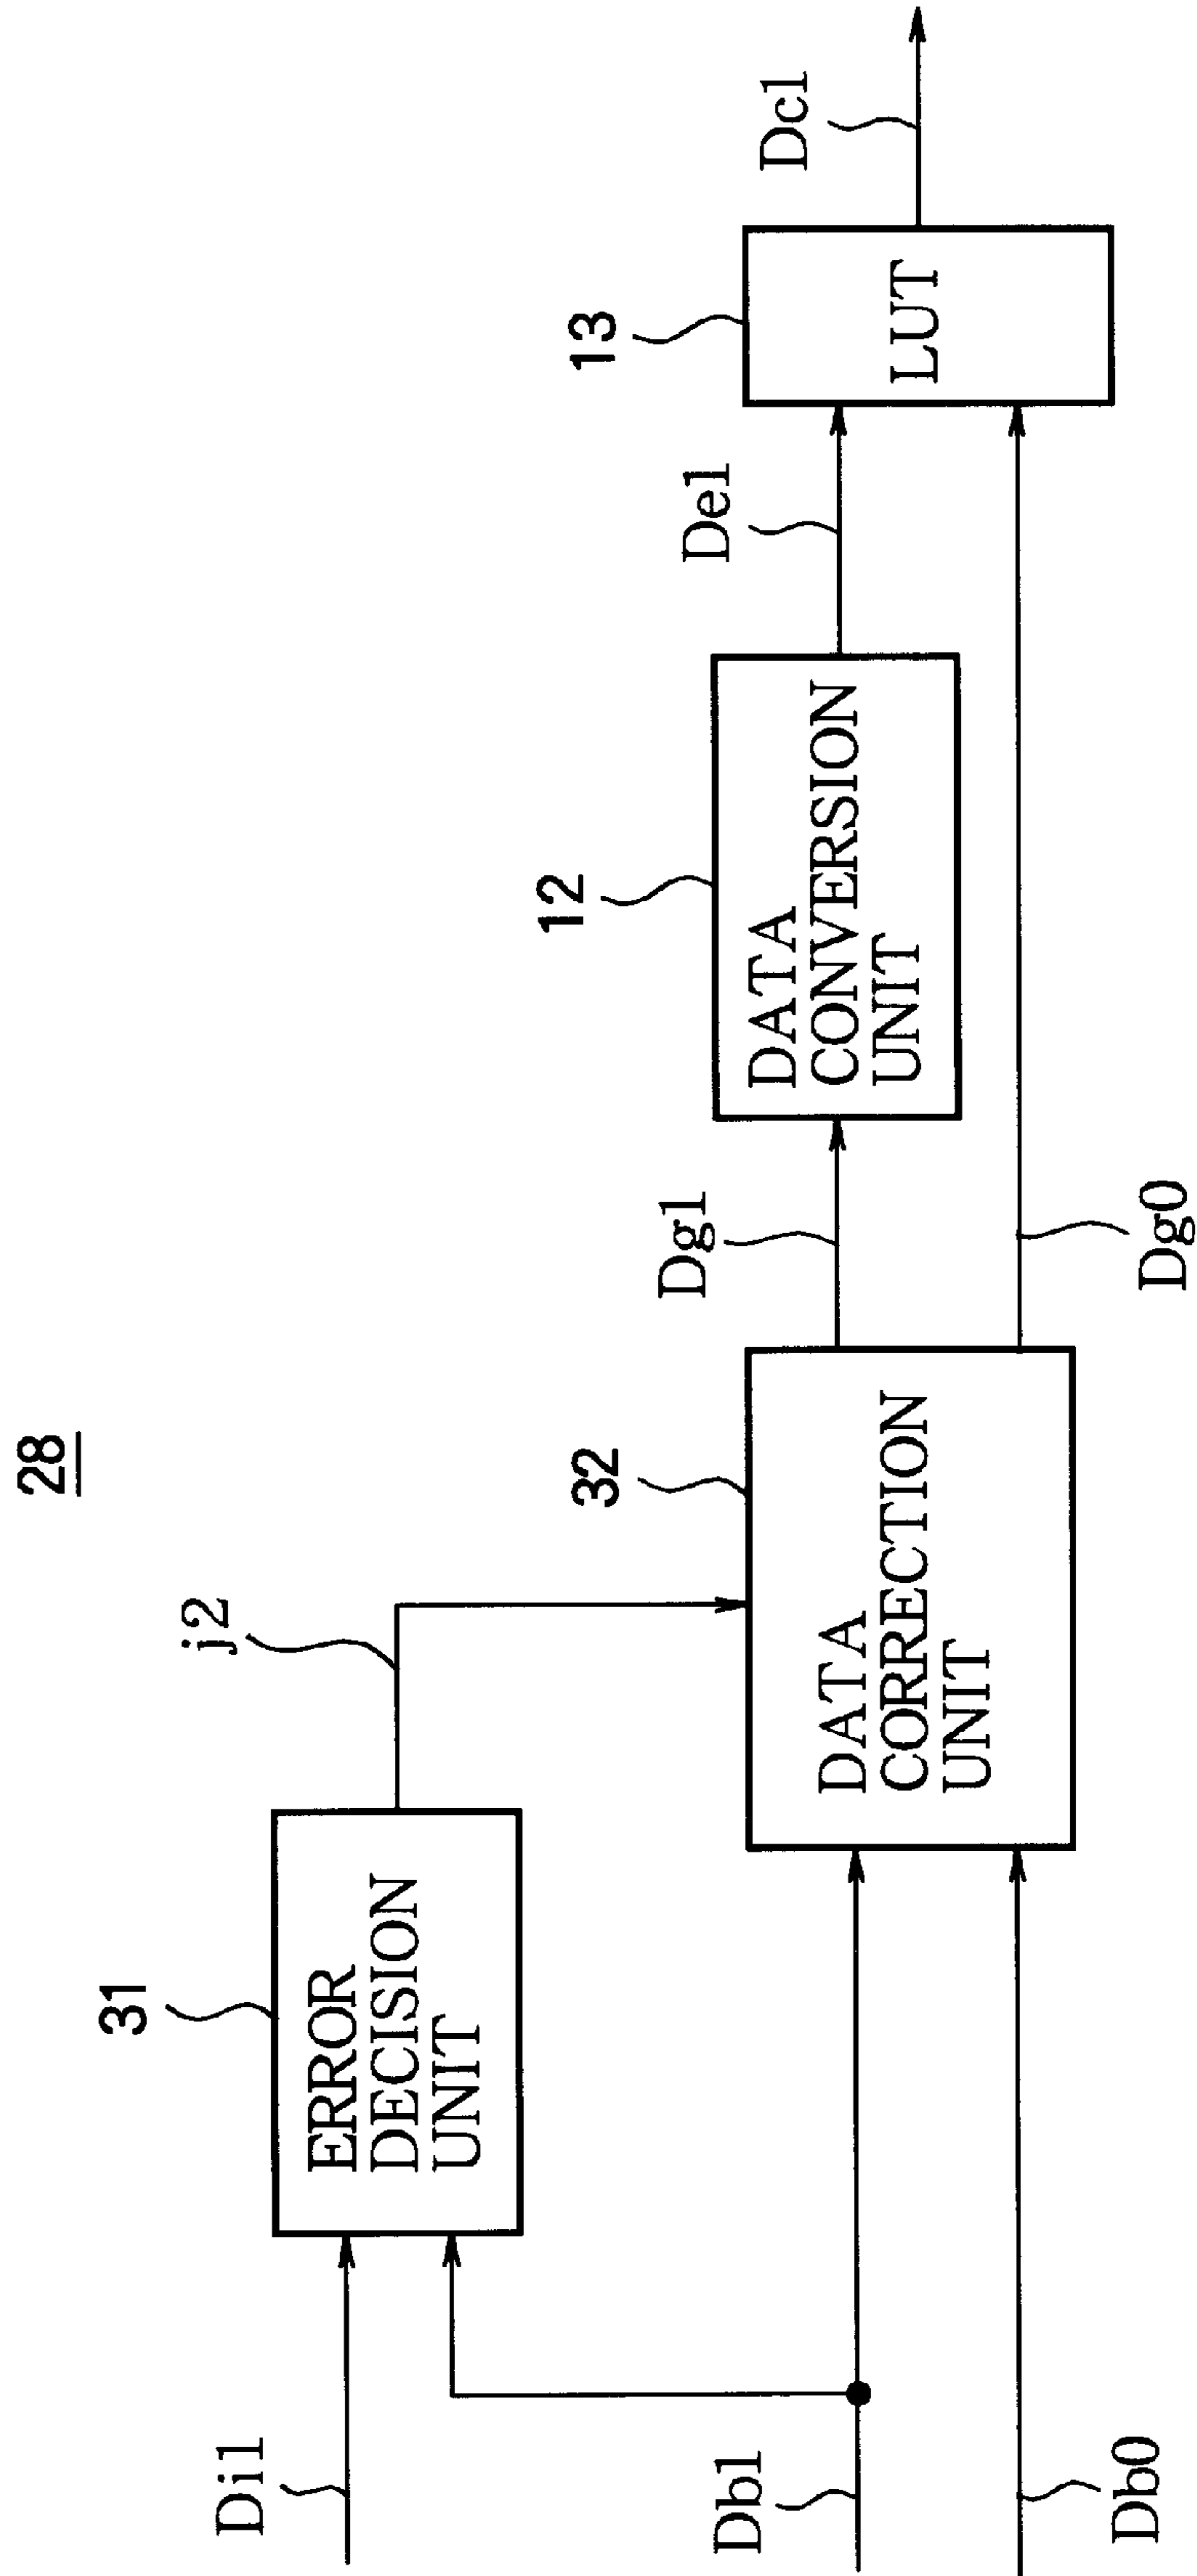 28
Di1
31
ERROR
DECISION
UNIT
j2
Db1
Db0
32
DATA
CORRECTION
UNIT
Dg1
Dg0
12
DATA
CONVERSION
UNIT
De1
13
LUT
Dc1